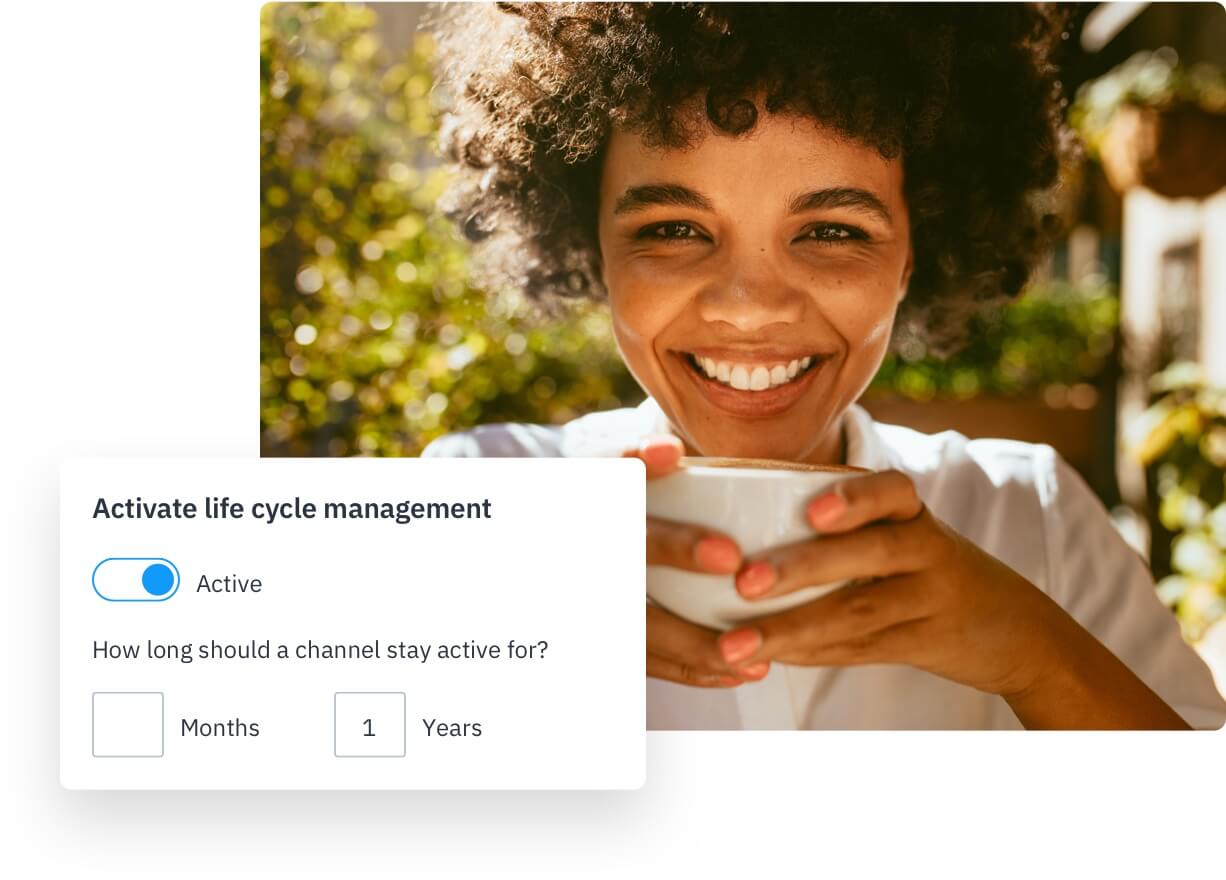 Activate life cycle management
Active
How long should a channel stay active for?
Months 1 Years